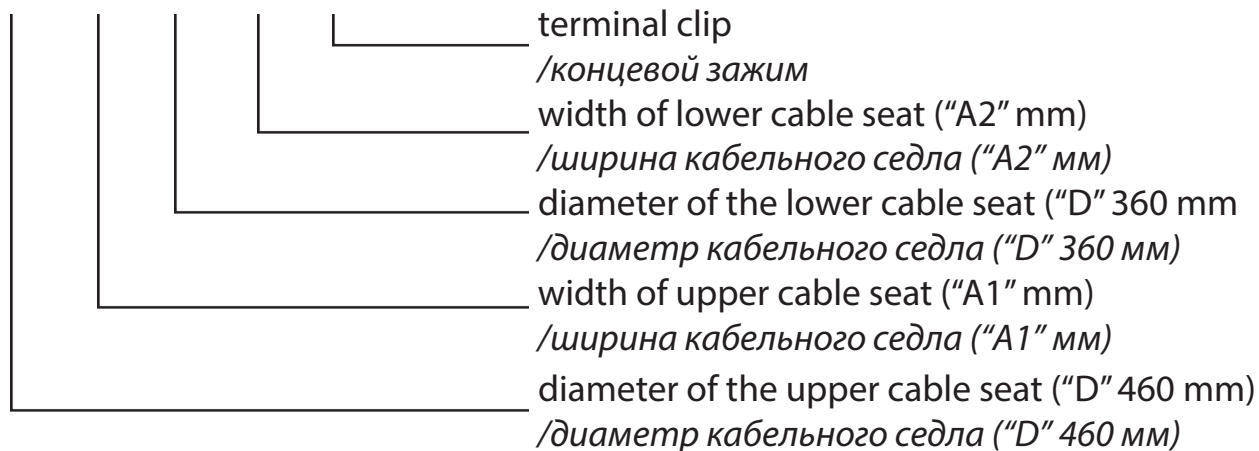 terminal clip
/концевой зажим
width of lower cable seat (“A2” mm)
/ширина кабельного седла (“A2” мм)
diameter of the lower cable seat (“D” 360 mm
/диаметр кабельного седла (“D” 360 мм)
width of upper cable seat (“A1” mm)
/ширина кабельного седла (“A1” мм)
diameter of the upper cable seat (“D” 460 mm)
/диаметр кабельного седла (“D” 460 мм)